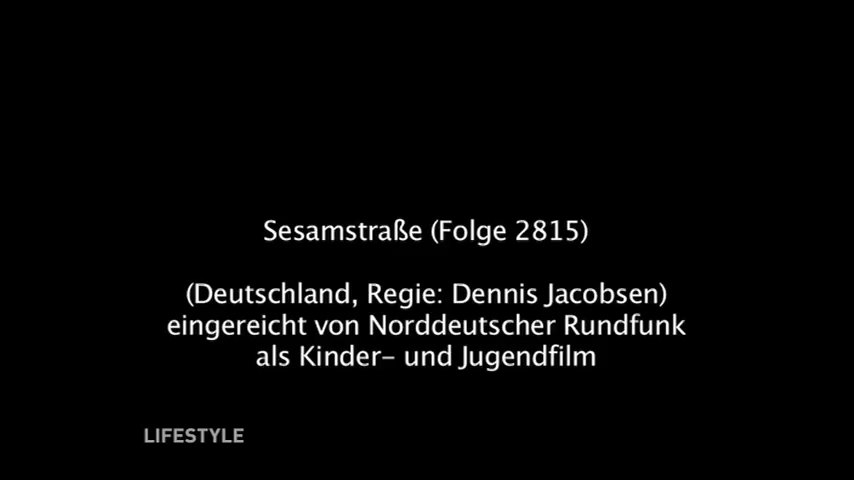 Sesamstraße (Folge 2815)
(Deutschland, Regie: Dennis Jacobsen)
eingereicht von Norddeutscher Rundfunk
als Kinder- und Jugendfilm
LIFESTYLE